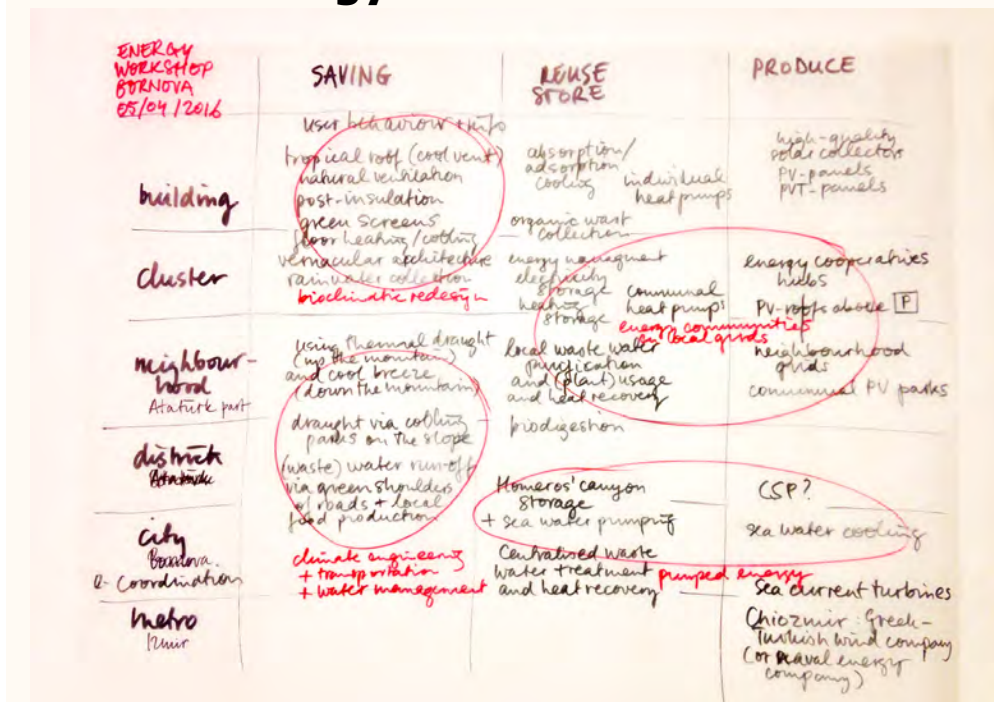 ENERGY
WORKSHOP
BORNOVA
05/04/2016
SAVING
REUSE
STORE
PRODUCE
building
user behaviour + info
tropical roof (cool vent)
natural ventilation
post-insulation
green screens
floor heating/cooling
absorption/
adsorption
cooling
individual
heat pumps
organic wast
collection
high-quality
solar collectors
PV-panels
PVT-panels
cluster
vernacular architecture
rainwater collection
bioclimatic redesign
energy managment
electricity
storage
heating
storage
communal
heat pumps
energy communities
on local grids
energy cooperatives
hubs
PV-roofs above P
neighbour-
hood
Atatürk part
using thermal draught
(up the mountain)
and cool breeze
(down the mountain)
local waste water
purification
and (plant) usage
and heat recovery
neighbourhood
grids
communal PV parks
district
draught via cooling
parks on the slope
(waste) water run-off
via green shoulders
of roads + local
food production
biodigestion
Homeros' canyon
storage
+ sea water pumping
CSP?
sea water cooling
city
Bornova
e-Coordination
climate engineering
+ transportation
+ water management
Centralised waste
water treatment
and heat recovery
pumped energy
Sea current turbines
metro
Izmir
Chiozmir: Greek-
Turkish wind company
(or naval energy
company)